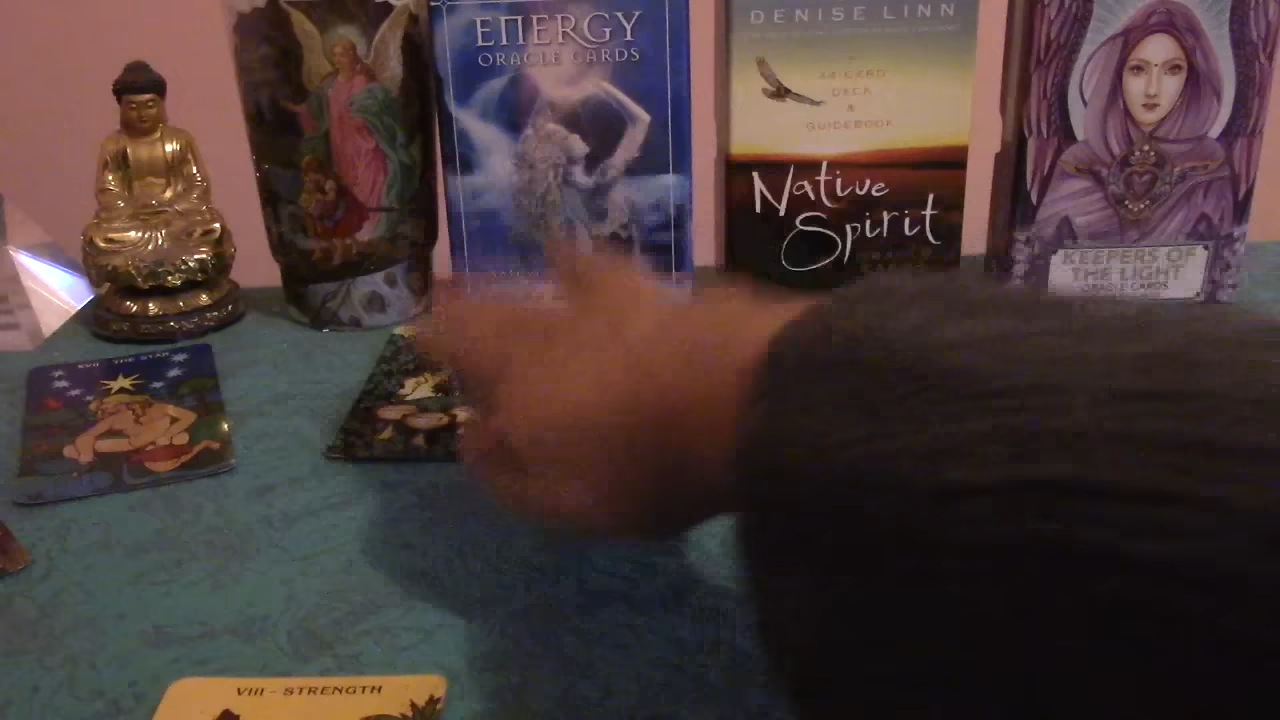 ENERGY
ORACLE CARDS
DENISE LINN
44-CARD
DECK
&
GUIDEBOOK
Native
Spirit
KEEPERS OF
THE LIGHT
ORACLE CARDS
XVII - THE STAR
VIII - STRENGTH